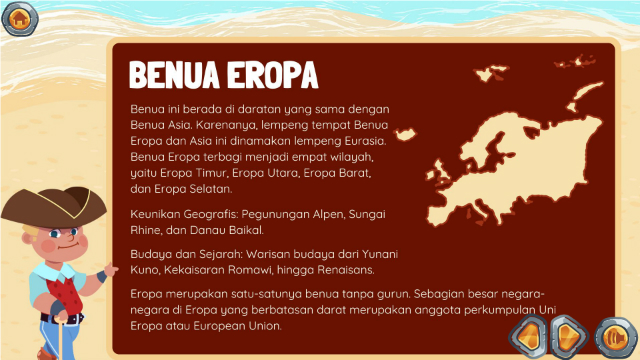 BENUA EROPA
Benua ini berada di daratan yang sama dengan
Benua Asia. Karenanya, lempeng tempat Benua
Eropa dan Asia ini dinamakan lempeng Eurasia.
Benua Eropa terbagi menjadi empat wilayah,
yaitu Eropa Timur, Eropa Utara, Eropa Barat,
dan Eropa Selatan.
Keunikan Geografis: Pegunungan Alpen, Sungai
Rhine, dan Danau Baikal.
Budaya dan Sejarah: Warisan budaya dari Yunani
Kuno, Kekaisaran Romawi, hingga Renaisans.
Eropa merupakan satu-satunya benua tanpa gurun. Sebagian besar negara-
negara di Eropa yang berbatasan darat merupakan anggota perkumpulan Uni
Eropa atau European Union.